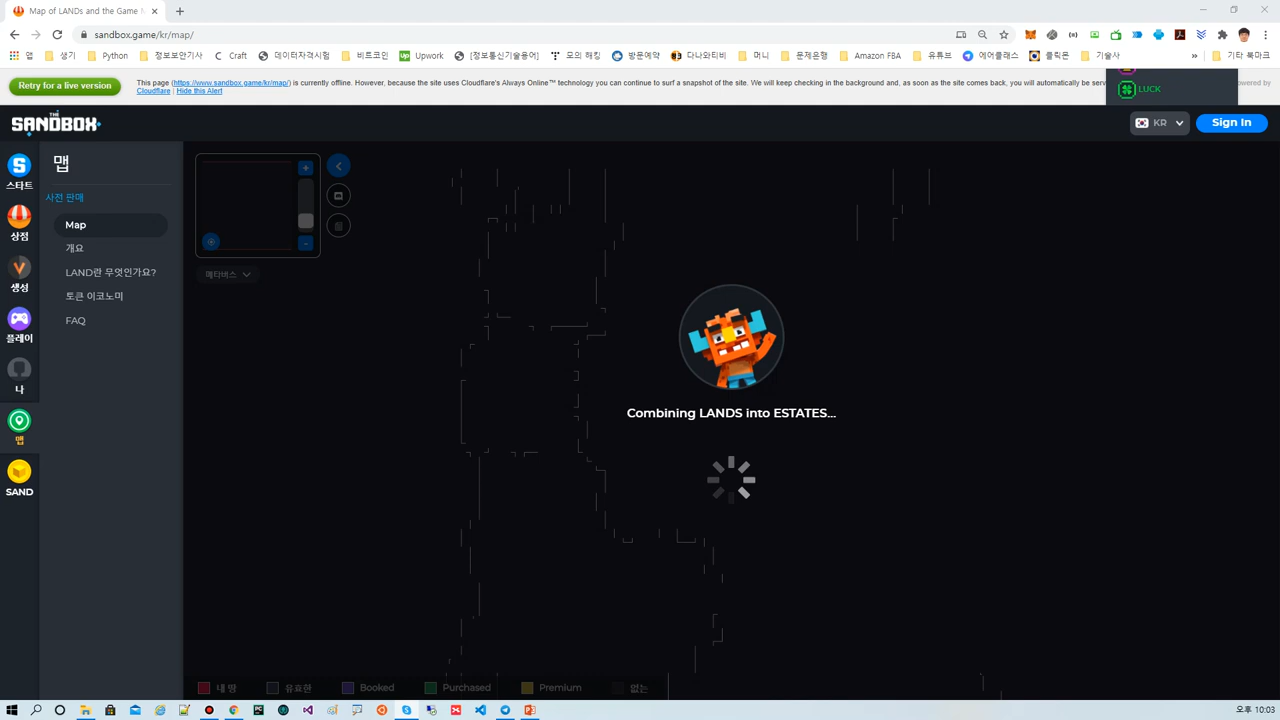 Map of LANDs and the Game M
sandbox.game/kr/map/
앱 생기 Python 정보보안기사 Craft 데이터자격시험 비트코인 Upwork [정보통신기술용어] 모의 해킹 방문예약 다나와티비 머니 문제은행 Amazon FBA 유튜브 에어클래스 클릭온 기술사 » 기타 북마크
Retry for a live version
This page (https://www.sandbox.game/kr/map/) is currently offline. However, because the site uses Cloudflare's Always Online™ technology you can continue to surf a snapshot of the site. We will keep checking in the background and, as soon as the site comes back, you will automatically be serv
Cloudflare | Hide this Alert
owered by
LUCK
THE SANDBOX
KR
Sign In
맵
사전 판매
Map
개요
LAND란 무엇인가요?
토큰 이코노미
FAQ
스타트
상점
생성
플레이
나
맵
SAND
메타버스
Combining LANDS into ESTATES...
내 땅 유효한 Booked Purchased Premium 없는
오후 10:03